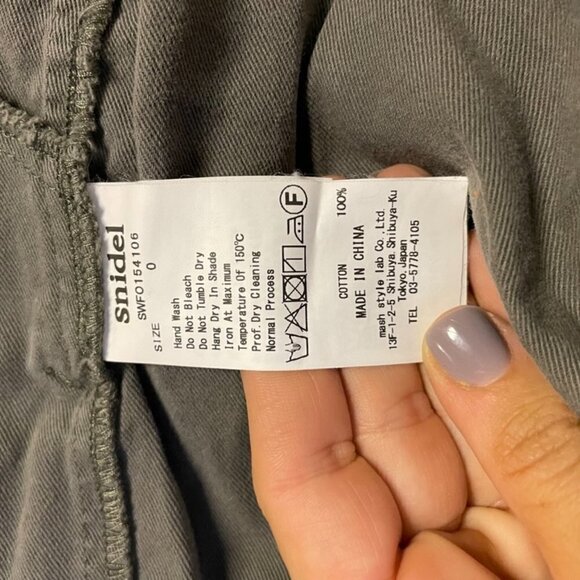 snidel
SWFO154106
SIZE 0
Hand Wash
Do Not Bleach
Do Not Tumble Dry
Hang Dry In Shade
Iron At Maximum
Temperature Of 150℃
Prof. Dry Cleaning
Normal Process
F
COTTON 100%
MADE IN CHINA
mash style lab Co., Ltd.
13F-1-2-5 Shibuya, Shibuya-Ku
Tokyo, Japan
TEL 03-5778-4105